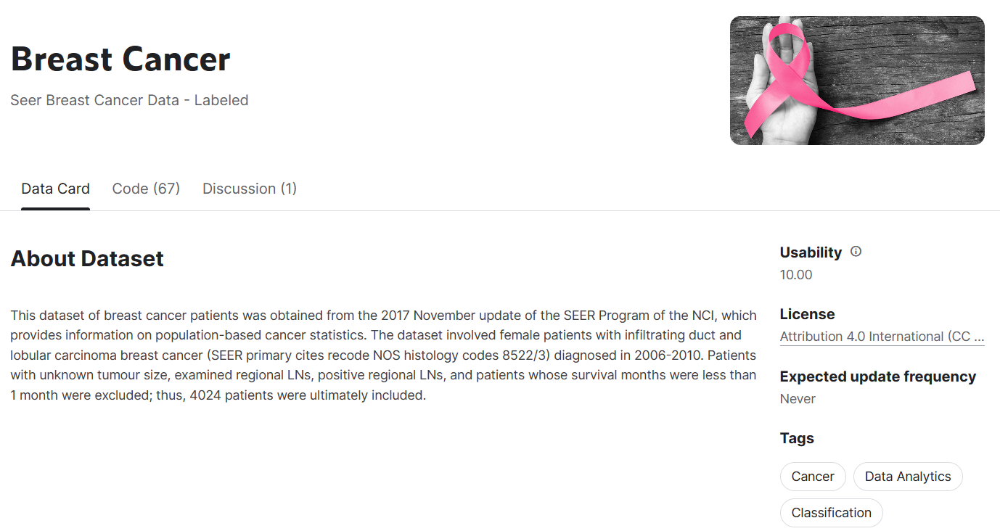 Breast Cancer
Seer Breast Cancer Data - Labeled
Data Card Code (67) Discussion (1)
About Dataset
This dataset of breast cancer patients was obtained from the 2017 November update of the SEER Program of the NCI, which
provides information on population-based cancer statistics. The dataset involved female patients with infiltrating duct and
lobular carcinoma breast cancer (SEER primary cites recode NOS histology codes 8522/3) diagnosed in 2006-2010. Patients
with unknown tumour size, examined regional LNs, positive regional LNs, and patients whose survival months were less than
1 month were excluded; thus, 4024 patients were ultimately included.
Usability
10.00
License
Attribution 4.0 International (CC ...
Expected update frequency
Never
Tags
Cancer Data Analytics
Classification